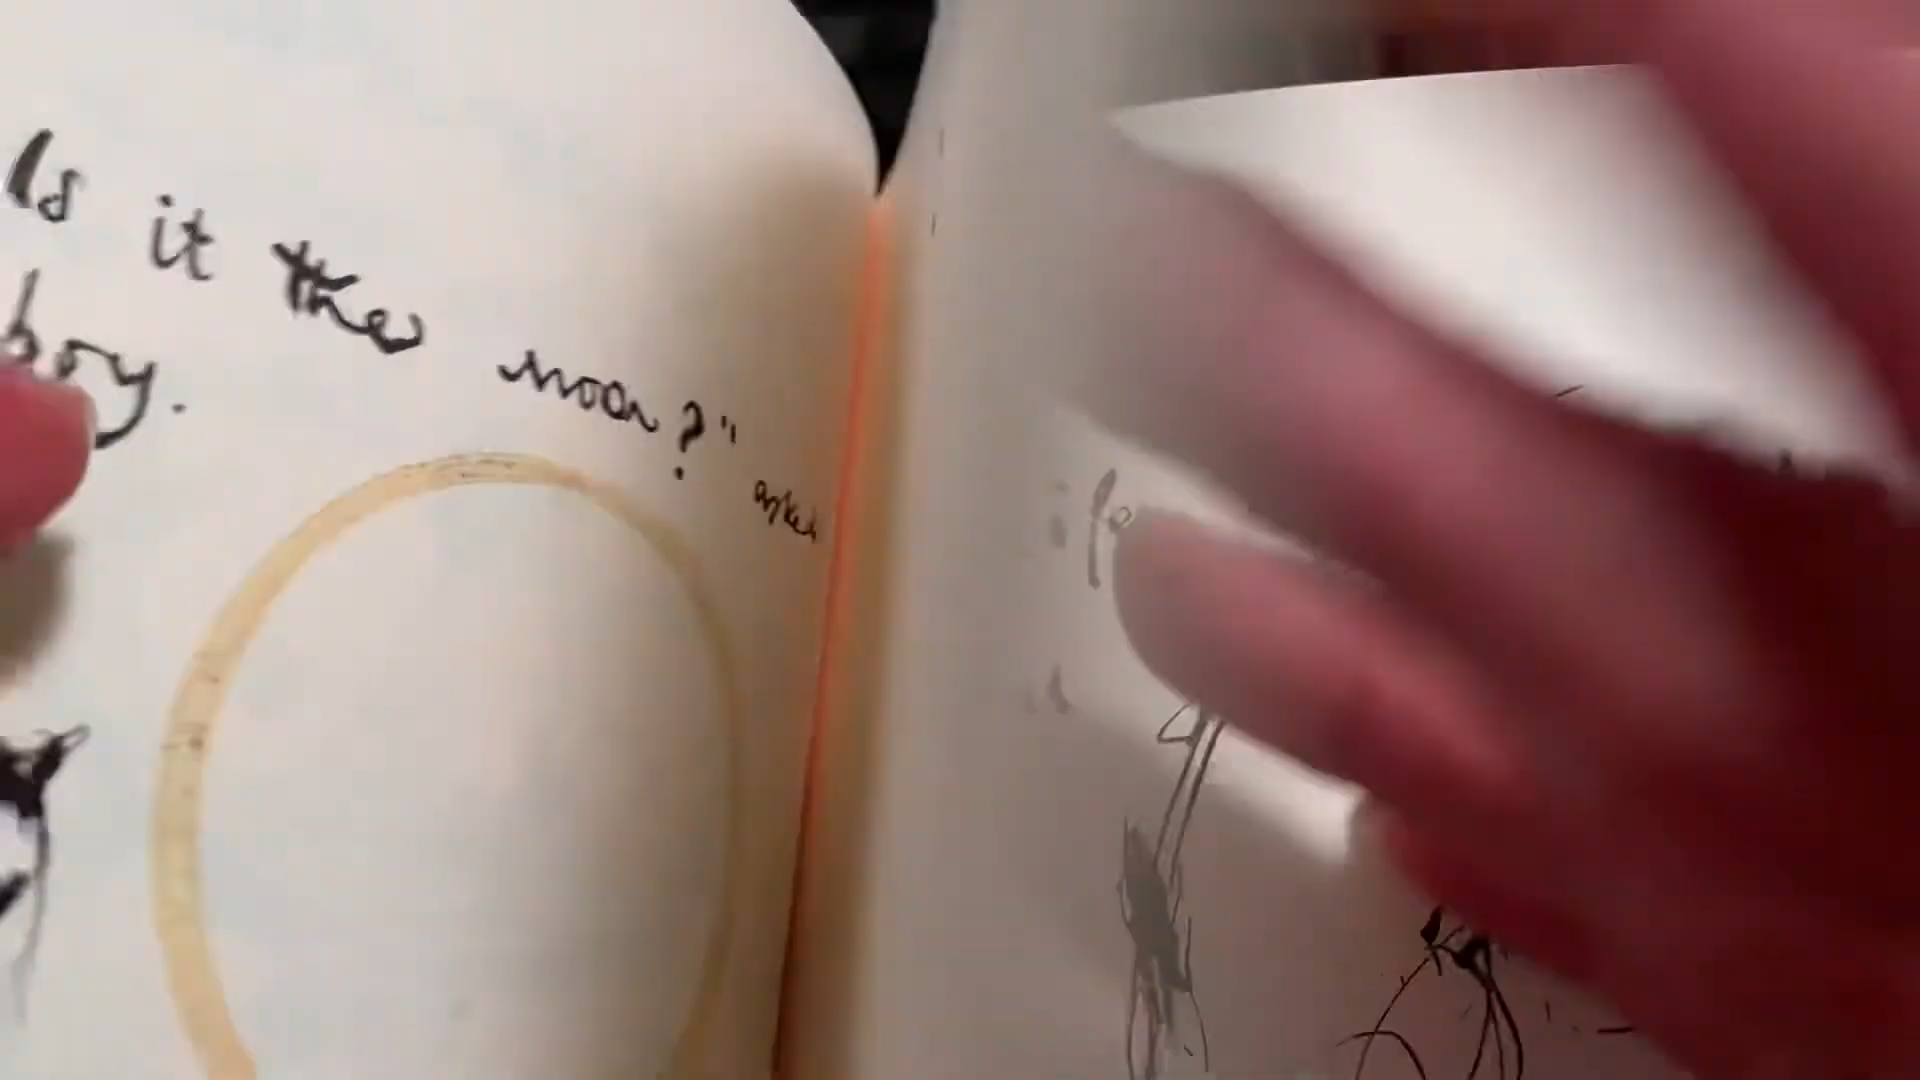 Is it the moon?" asked
boy.